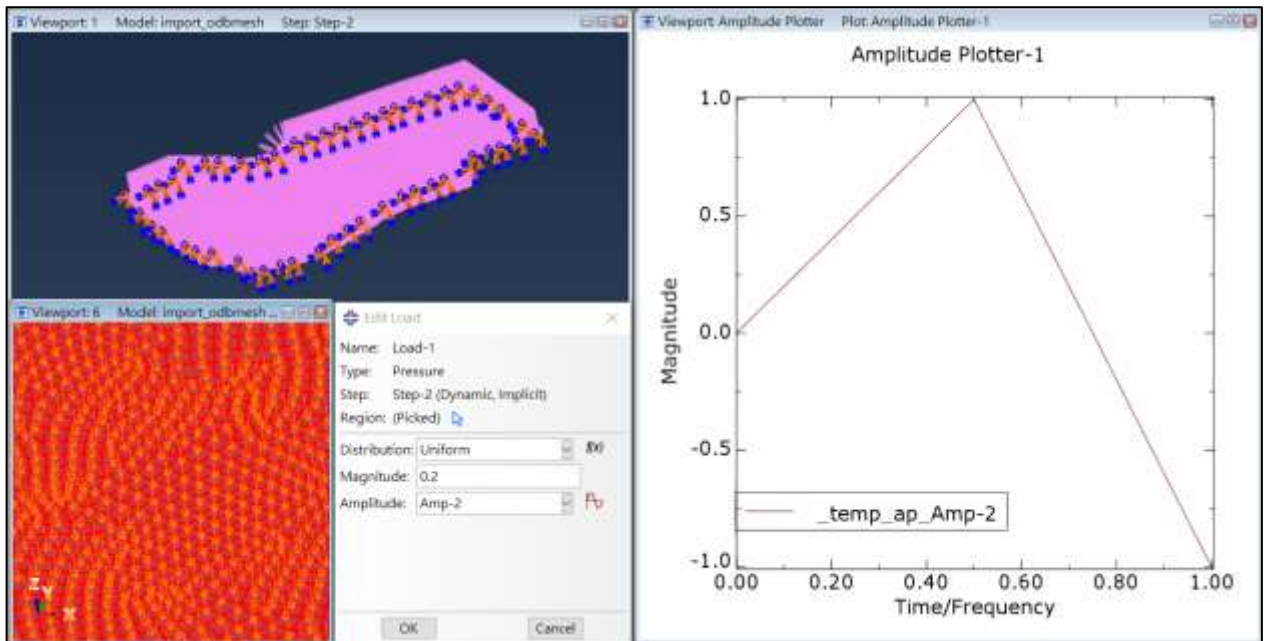 Viewport: 1 Model: import_odbmesh Step: Step-2
Viewport: 6 Model: import_odbmesh ...
Z
Y
X
Edit Load
Name: Load-1
Type: Pressure
Step: Step-2 (Dynamic, Implicit)
Region: (Picked)
Distribution: Uniform f(x)
Magnitude: 0.2
Amplitude: Amp-2
OK Cancel
Viewport: Amplitude Plotter Plot: Amplitude Plotter-1
Amplitude Plotter-1
Magnitude
1.0
0.5
0.0
-0.5
-1.0
_temp_ap_Amp-2
0.00 0.20 0.40 0.60 0.80 1.00
Time/Frequency